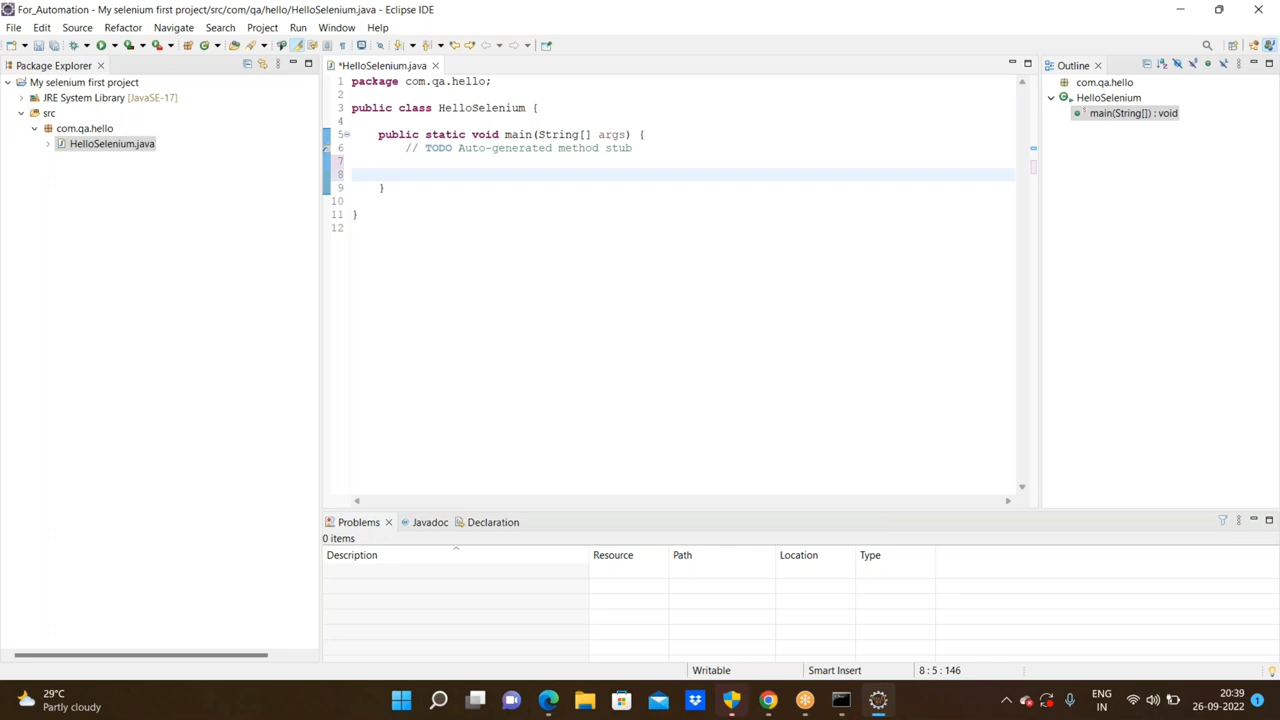 For_Automation - My selenium first project/src/com/qa/hello/HelloSelenium.java - Eclipse IDE
File Edit Source Refactor Navigate Search Project Run Window Help
Package Explorer
My selenium first project
JRE System Library [JavaSE-17]
src
com.qa.hello
HelloSelenium.java
*HelloSelenium.java
1 package com.qa.hello;
2
3 public class HelloSelenium {
4
5 public static void main(String[] args) {
6 // TODO Auto-generated method stub
7
8
9 }
10
11 }
12
Outline
com.qa.hello
HelloSelenium
main(String[]) : void
Problems Javadoc Declaration
0 items
Description Resource Path Location Type
Writable Smart Insert 8 : 5 : 146
29°C
Partly cloudy
ENG
IN
20:39
26-09-2022
1